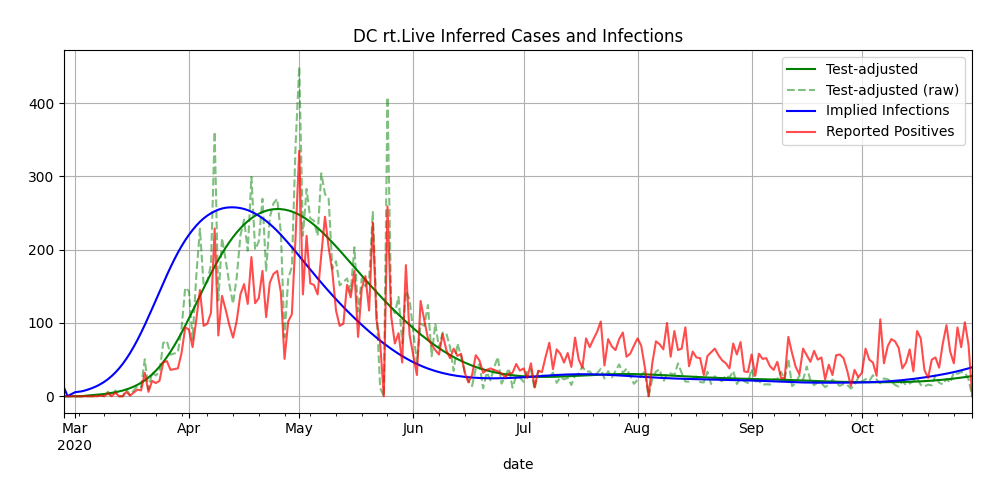 DC rt.Live Inferred Cases and Infections
Test-adjusted
Test-adjusted (raw)
Implied Infections
Reported Positives
400
300
200
100
0
Mar Apr May Jun Jul Aug Sep Oct
2020
date